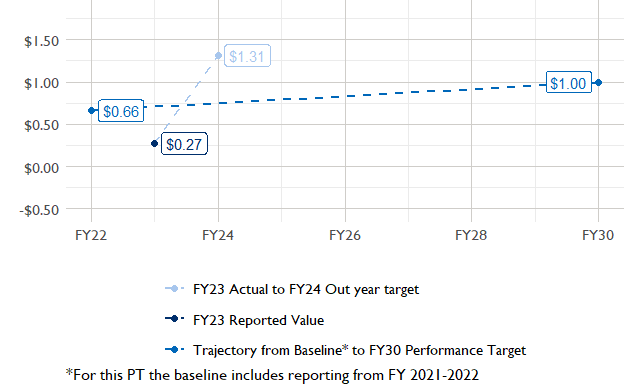 $1.50
$1.31
$1.00
$1.00
$0.66
$0.50
$0.27
$0.00
-$0.50
FY22 FY24 FY26 FY28 FY30
FY23 Actual to FY24 Out year target
FY23 Reported Value
Trajectory from Baseline* to FY30 Performance Target
*For this PT the baseline includes reporting from FY 2021-2022